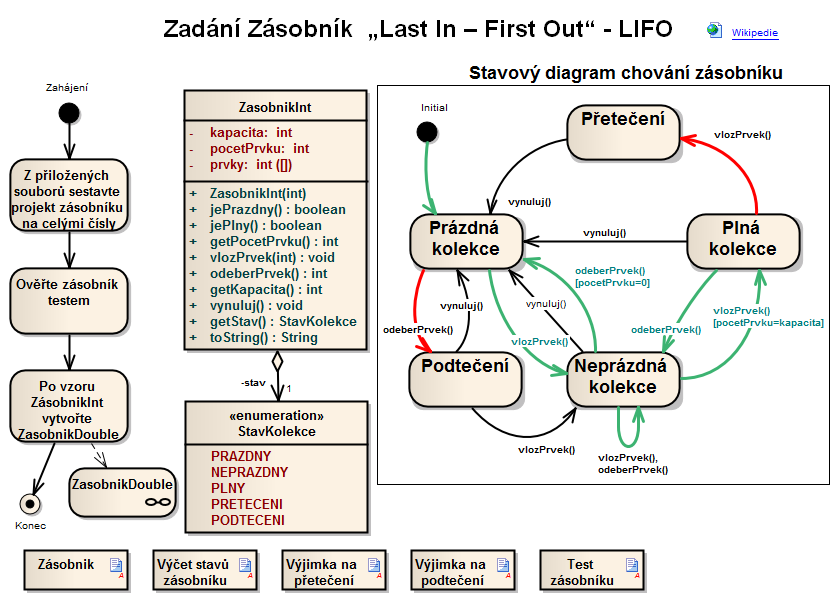 Zadání Zásobník „Last In – First Out“ - LIFO
Wikipedie
Zahájení
Z přiložených
souborů sestavte
projekt zásobníku
na celými čísly
Ověřte zásobník
testem
Po vzoru
ZásobnikInt
vytvořte
ZasobnikDouble
ZasobnikDouble
Konec
ZasobnikInt
- kapacita: int
- pocetPrvku: int
- prvky: int ([])
+ ZasobnikInt(int)
+ jePrazdny() : boolean
+ jePlny() : boolean
+ getPocetPrvku() : int
+ vlozPrvek(int) : void
+ odeberPrvek() : int
+ getKapacita() : int
+ vynuluj() : void
+ getStav() : StavKolekce
+ toString() : String
-stav
1
«enumeration»
StavKolekce
PRAZDNY
NEPRAZDNY
PLNY
PRETECENI
PODTECENI
Stavový diagram chování zásobníku
Initial
Přetečení
vlozPrvek()
vynuluj()
Prázdná
kolekce
vynuluj()
Plná
kolekce
odeberPrvek()
[pocetPrvku=0]
vynuluj()
vynuluj()
vlozPrvek()
[pocetPrvku=kapacita]
odeberPrvek()
odeberPrvek()
vlozPrvek()
Podtečení
Neprázdná
kolekce
vlozPrvek()
vlozPrvek(),
odeberPrvek()
Zásobnik
Výčet stavů
zásobníku
Výjimka na
přetečení
Výjimka na
podtečení
Test
zásobníku